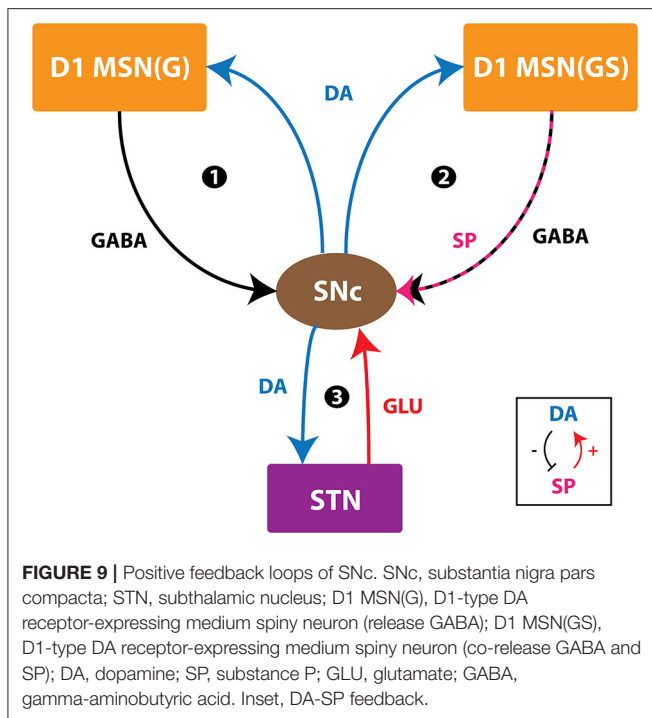 D1 MSN(G)
D1 MSN(GS)
DA
1
2
GABA
SP
GABA
SNc
DA
3
GLU
DA
- +
SP
STN
FIGURE 9 | Positive feedback loops of SNc. SNc, substantia nigra pars
compacta; STN, subthalamic nucleus; D1 MSN(G), D1-type DA
receptor-expressing medium spiny neuron (release GABA); D1 MSN(GS),
D1-type DA receptor-expressing medium spiny neuron (co-release GABA and
SP); DA, dopamine; SP, substance P; GLU, glutamate; GABA,
gamma-aminobutyric acid. Inset, DA-SP feedback.